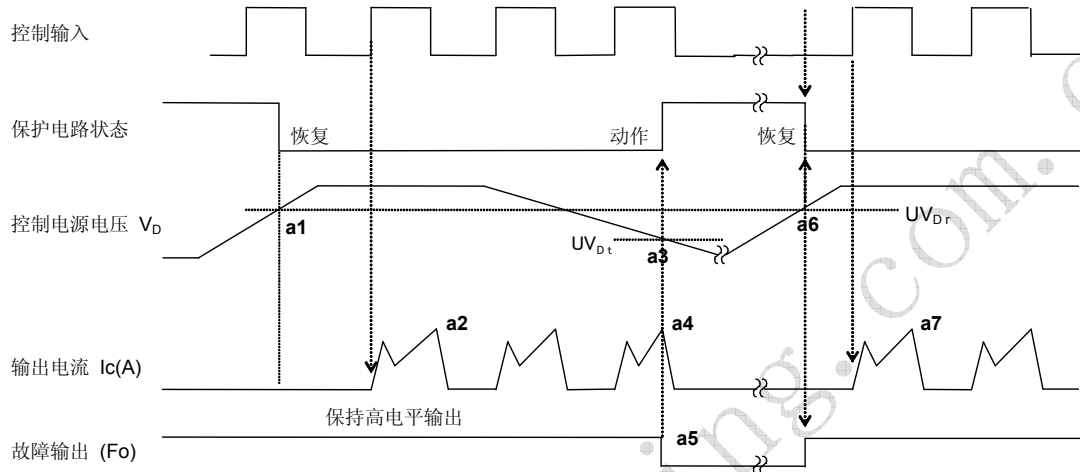 控制输入
保护电路状态
恢复
动作
恢复
控制电源电压 VD
a1
UVDt
a3
a6
UVDr
a2
a4
a7
输出电流 Ic(A)
保持高电平输出
a5
故障输出 (Fo)
ing.com.c